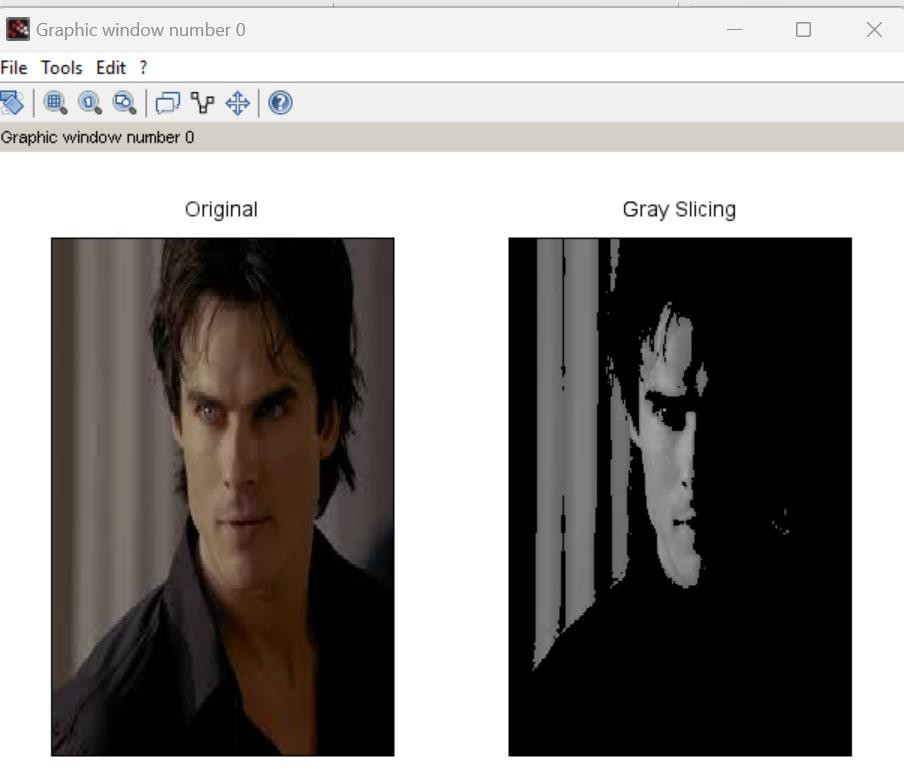 Graphic window number 0
File Tools Edit ?
Graphic window number 0
Original
Gray Slicing